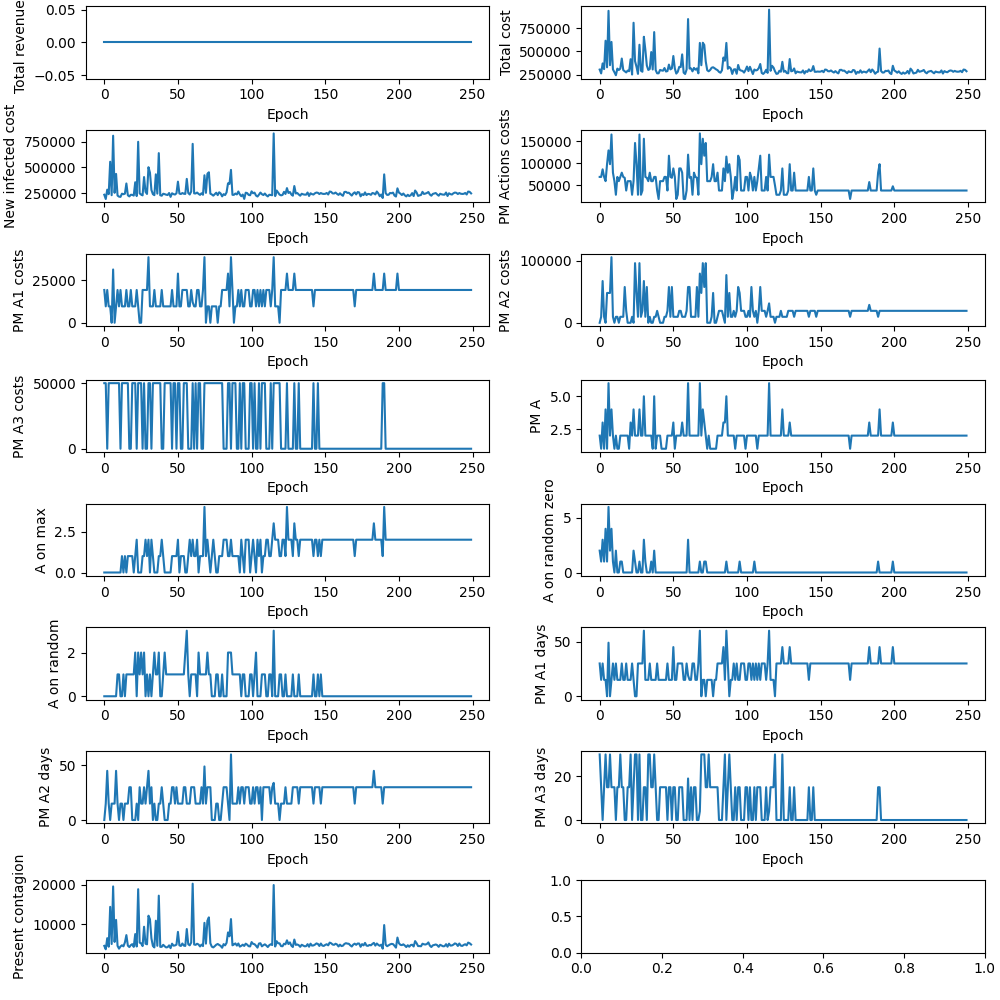 Total revenue
0.05
0.00
−0.05
0 50 100 150 200 250
Epoch
Total cost
750000
500000
250000
0 50 100 150 200 250
Epoch
New infected cost
750000
500000
250000
0 50 100 150 200 250
Epoch
PM Actions costs
150000
100000
50000
0 50 100 150 200 250
Epoch
PM A1 costs
25000
0
0 50 100 150 200 250
Epoch
PM A2 costs
100000
0
0 50 100 150 200 250
Epoch
PM A3 costs
50000
0
0 50 100 150 200 250
Epoch
PM A
5.0
2.5
0 50 100 150 200 250
Epoch
A on max
2.5
0.0
0 50 100 150 200 250
Epoch
A on random zero
5
0
0 50 100 150 200 250
Epoch
A on random
2
0
0 50 100 150 200 250
Epoch
PM A1 days
50
0
0 50 100 150 200 250
Epoch
PM A2 days
50
0
0 50 100 150 200 250
Epoch
PM A3 days
20
0
0 50 100 150 200 250
Epoch
Present contagion
20000
10000
0 50 100 150 200 250
Epoch
1.0
0.5
0.0
0.0 0.2 0.4 0.6 0.8 1.0